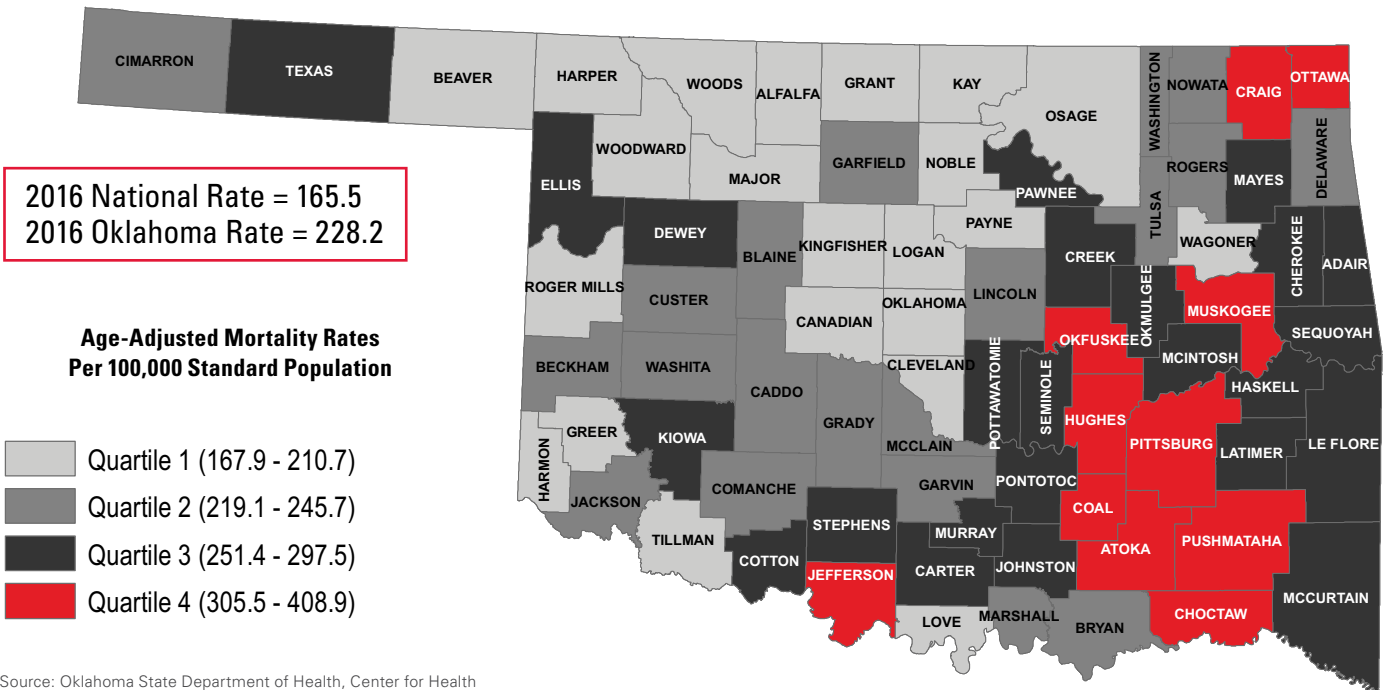 CIMARRON
TEXAS
BEAVER
HARPER
WOODS
ALFALFA
GRANT
KAY
OSAGE
WASHINGTON
NOWATA
CRAIG
OTTAWA
WOODWARD
MAJOR
GARFIELD
NOBLE
PAWNEE
TULSA
ROGERS
MAYES
DELAWARE
ELLIS
2016 National Rate = 165.5
2016 Oklahoma Rate = 228.2
DEWEY
BLAINE
KINGFISHER
LOGAN
PAYNE
CREEK
WAGONER
CHEROKEE
ADAIR
ROGER MILLS
CUSTER
CANADIAN
OKLAHOMA
LINCOLN
OKMULGEE
MUSKOGEE
SEQUOYAH
Age-Adjusted Mortality Rates
Per 100,000 Standard Population
BECKHAM
WASHITA
CADDO
CLEVELAND
POTTAWATOMIE
SEMINOLE
OKFUSKEE
MCINTOSH
HASKELL
HARMON
GREER
KIOWA
GRADY
MCCLAIN
HUGHES
PITTSBURG
LATIMER
LE FLORE
Quartile 1 (167.9 - 210.7)
Quartile 2 (219.1 - 245.7)
Quartile 3 (251.4 - 297.5)
Quartile 4 (305.5 - 408.9)
JACKSON
COMANCHE
GARVIN
PONTOTOC
COAL
TILLMAN
COTTON
STEPHENS
MURRAY
JOHNSTON
ATOKA
PUSHMATAHA
JEFFERSON
CARTER
LOVE
MARSHALL
BRYAN
CHOCTAW
MCCURTAIN
Source: Oklahoma State Department of Health, Center for Health